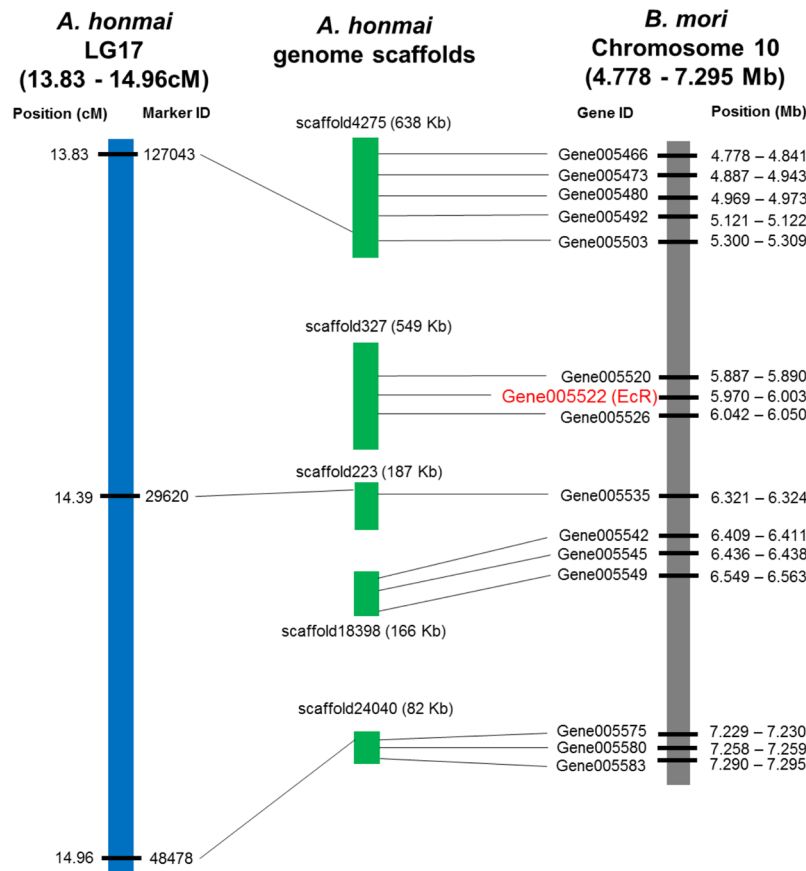 A. honmai
LG17
(13.83 - 14.96cM)
A. honmai
genome scaffolds
B. mori
Chromosome 10
(4.778 - 7.295 Mb)
Position (cM) Marker ID
Gene ID Position (Mb)
13.83 127043
14.39 29620
14.96 48478
scaffold4275 (638 Kb)
scaffold327 (549 Kb)
scaffold223 (187 Kb)
scaffold18398 (166 Kb)
scaffold24040 (82 Kb)
Gene005466 4.778 – 4.841
Gene005473 4.887 – 4.943
Gene005480 4.969 – 4.973
Gene005492 5.121 – 5.122
Gene005503 5.300 – 5.309
Gene005520 5.887 – 5.890
Gene005522 (EcR) 5.970 – 6.003
Gene005526 6.042 – 6.050
Gene005535 6.321 – 6.324
Gene005542 6.409 – 6.411
Gene005545 6.436 – 6.438
Gene005549 6.549 – 6.563
Gene005575 7.229 – 7.230
Gene005580 7.258 – 7.259
Gene005583 7.290 – 7.295